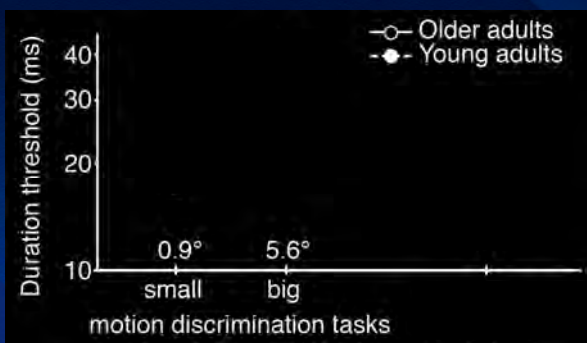 Older adults
Young adults
Duration threshold (ms)
40
30
20
10
0.9° 5.6°
small big
motion discrimination tasks